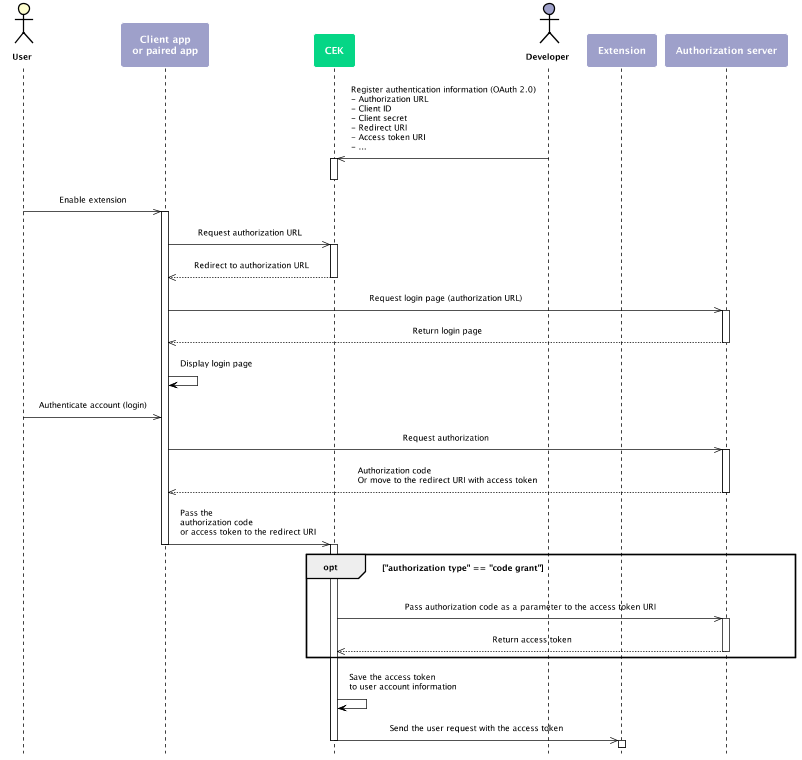 User
Client app
or paired app
CEK
Developer
Extension
Authorization server
Register authentication information (OAuth 2.0)
- Authorization URL
- Client ID
- Client secret
- Redirect URI
- Access token URI
- ...
Enable extension
Request authorization URL
Redirect to authorization URL
Request login page (authorization URL)
Return login page
Display login page
Authenticate account (login)
Request authorization
Authorization code
Or move to the redirect URI with access token
Pass the
authorization code
or access token to the redirect URI
opt
["authorization type" == "code grant"]
Pass authorization code as a parameter to the access token URI
Return access token
Save the access token
to user account information
Send the user request with the access token